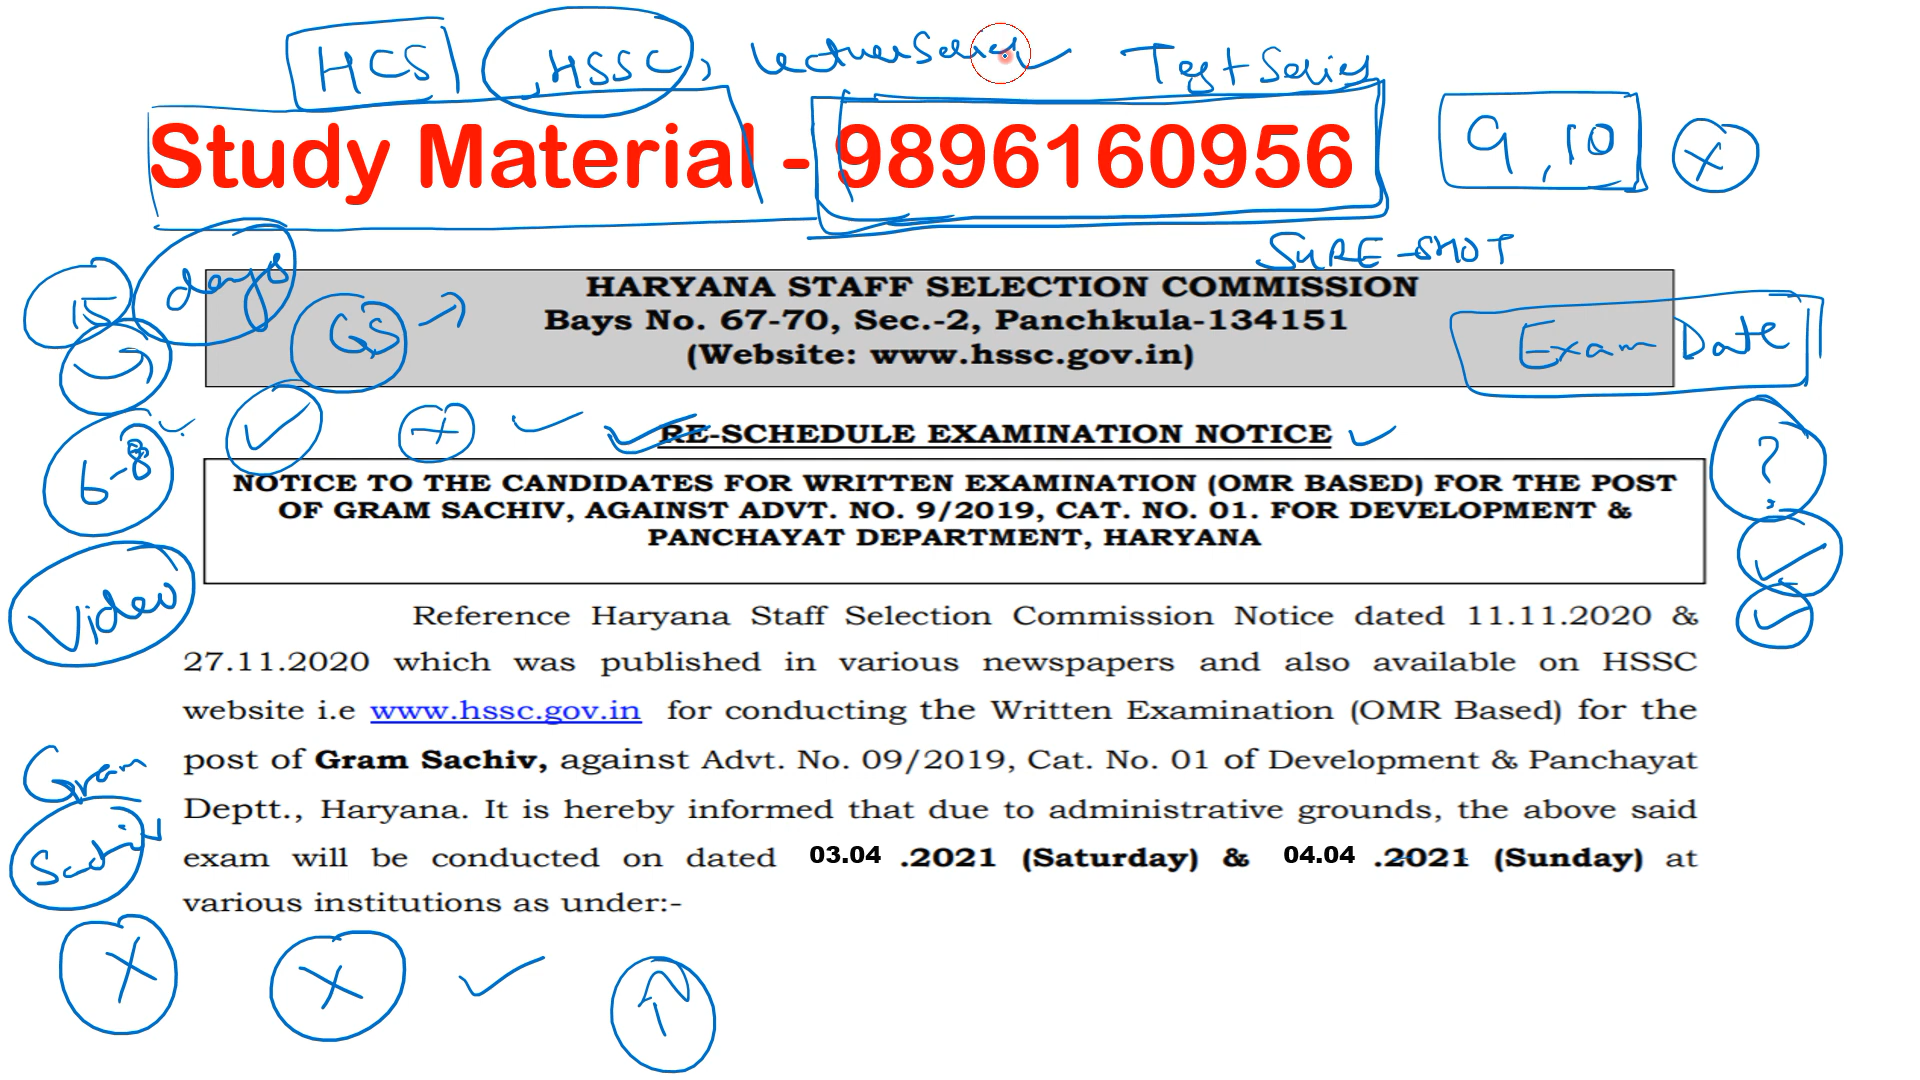 HCS , HSSC , Lecture Series Test Series
Study Material - 9896160956
9 , 10
SURE-SHOT
15 days
HARYANA STAFF SELECTION COMMISSION
Bays No. 67-70, Sec.-2, Panchkula-134151
(Website: www.hssc.gov.in)
GS
Exam Date
RE-SCHEDULE EXAMINATION NOTICE
6-8
?
NOTICE TO THE CANDIDATES FOR WRITTEN EXAMINATION (OMR BASED) FOR THE POST
OF GRAM SACHIV, AGAINST ADVT. NO. 9/2019, CAT. NO. 01. FOR DEVELOPMENT &
PANCHAYAT DEPARTMENT, HARYANA
Video
Reference Haryana Staff Selection Commission Notice dated 11.11.2020 &
27.11.2020 which was published in various newspapers and also available on HSSC
website i.e www.hssc.gov.in for conducting the Written Examination (OMR Based) for the
post of Gram Sachiv, against Advt. No. 09/2019, Cat. No. 01 of Development & Panchayat
Deptt., Haryana. It is hereby informed that due to administrative grounds, the above said
exam will be conducted on dated 03.04 .2021 (Saturday) & 04.04 .2021 (Sunday) at
various institutions as under:-
Gram
Sachiv